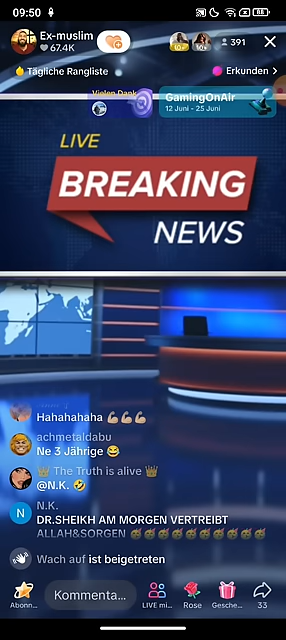 09:50
88
Ex-muslim
67.4K
391
Tägliche Rangliste
Erkunden >
Vielen Dank
GamingOnAir
12 Juni - 25 Juni
LIVE
BREAKING
NEWS
Hahahahaha 💪🏼💪🏼💪🏼
achmetaldabu
Ne 3 Jährige 😂
👑 The Truth is alive 👑
@N.K. 🤣
N
N.K.
DR.SHEIKH AM MORGEN VERTREIBT
ALLAH&SORGEN
Wach auf ist beigetreten
Abonn...
Kommenta...
LIVE mi...
Rose
Gesche...
33